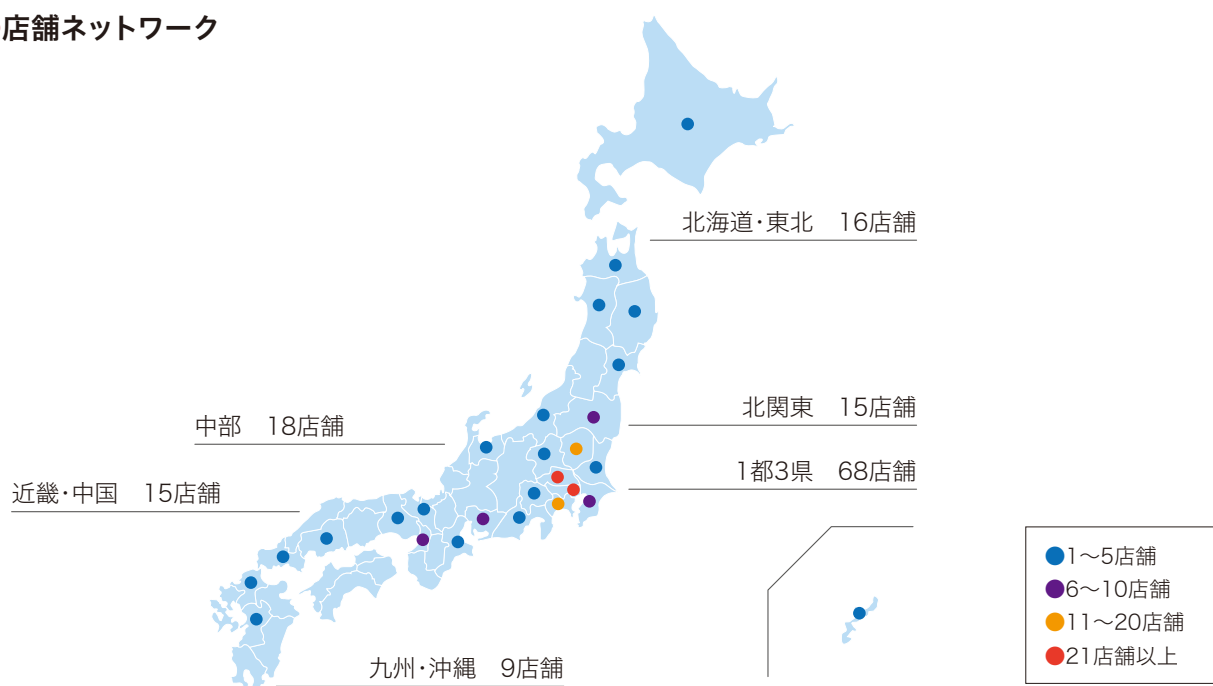 店舗ネットワーク
北海道・東北 16店舗
北関東 15店舗
中部 18店舗
1都3県 68店舗
近畿・中国 15店舗
九州・沖縄 9店舗
1〜5店舗
6〜10店舗
11〜20店舗
21店舗以上